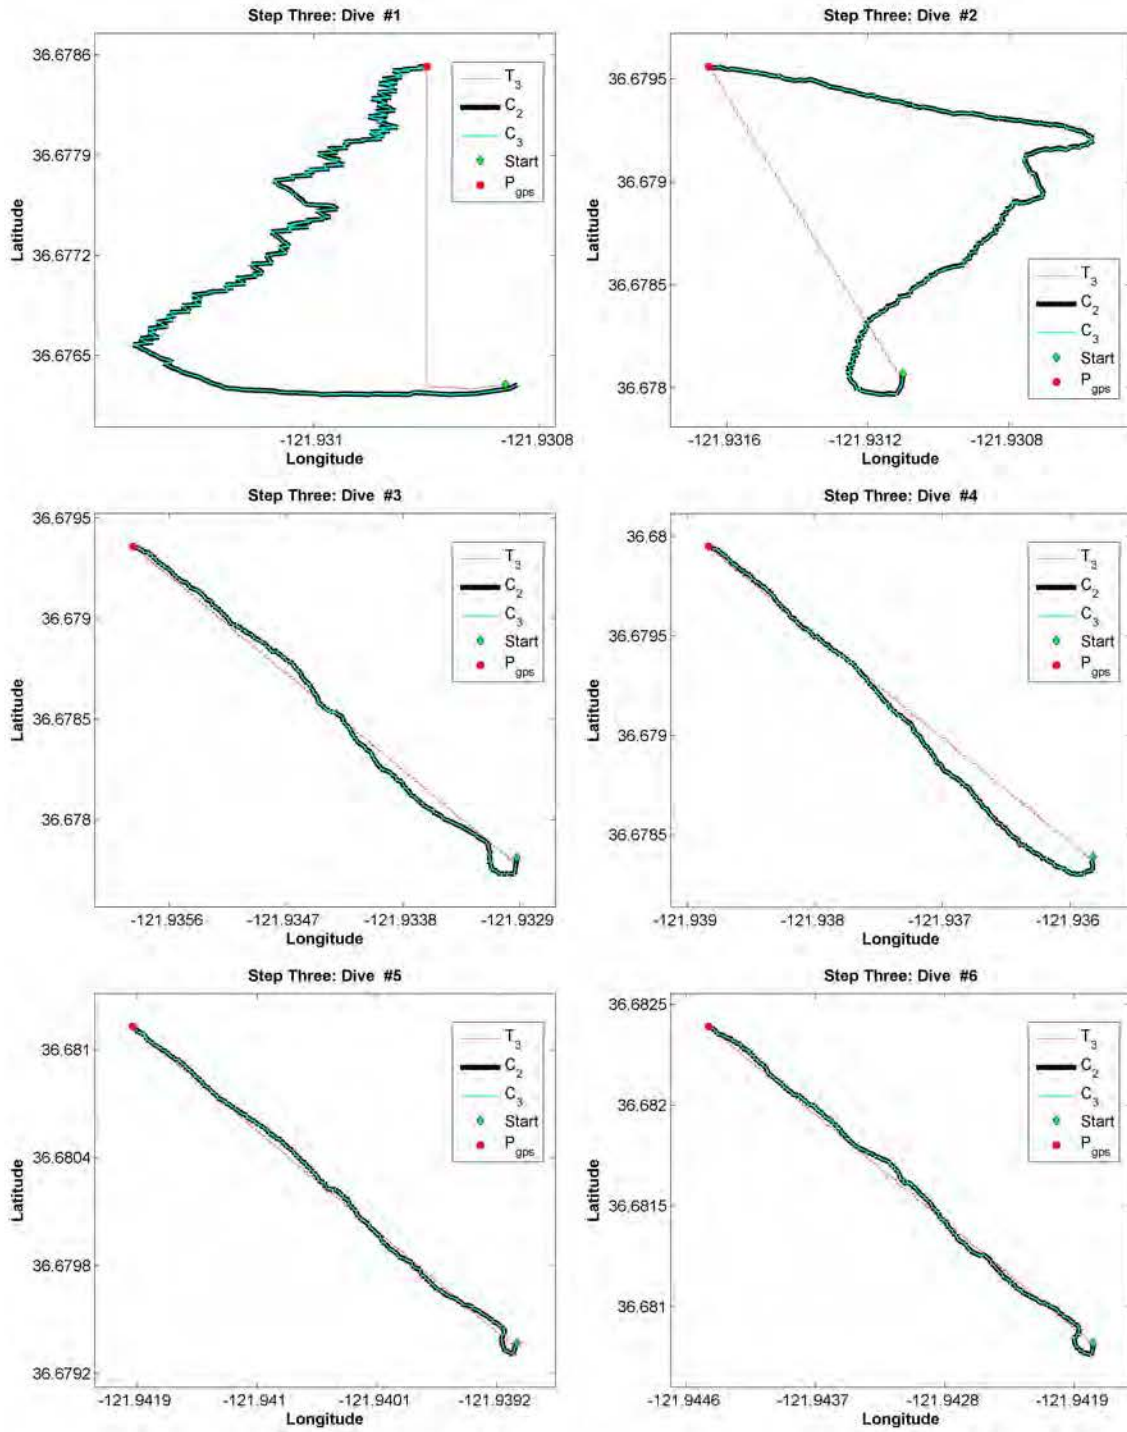 Step Three: Dive #1
Latitude
36.6786
36.6779
36.6772
36.6765
-121.931
-121.9308
Longitude
T3
C2
C3
Start
Pgps
Step Three: Dive #2
Latitude
36.6795
36.679
36.6785
36.678
-121.9316
-121.9312
-121.9308
Longitude
T3
C2
C3
Start
Pgps
Step Three: Dive #3
Latitude
36.6795
36.679
36.6785
36.678
-121.9356
-121.9347
-121.9338
-121.9329
Longitude
T3
C2
C3
Start
Pgps
Step Three: Dive #4
Latitude
36.68
36.6795
36.679
36.6785
-121.939
-121.938
-121.937
-121.936
Longitude
T3
C2
C3
Start
Pgps
Step Three: Dive #5
Latitude
36.681
36.6804
36.6798
36.6792
-121.9419
-121.941
-121.9401
-121.9392
Longitude
T3
C2
C3
Start
Pgps
Step Three: Dive #6
Latitude
36.6825
36.682
36.6815
36.681
-121.9446
-121.9437
-121.9428
-121.9419
Longitude
T3
C2
C3
Start
Pgps